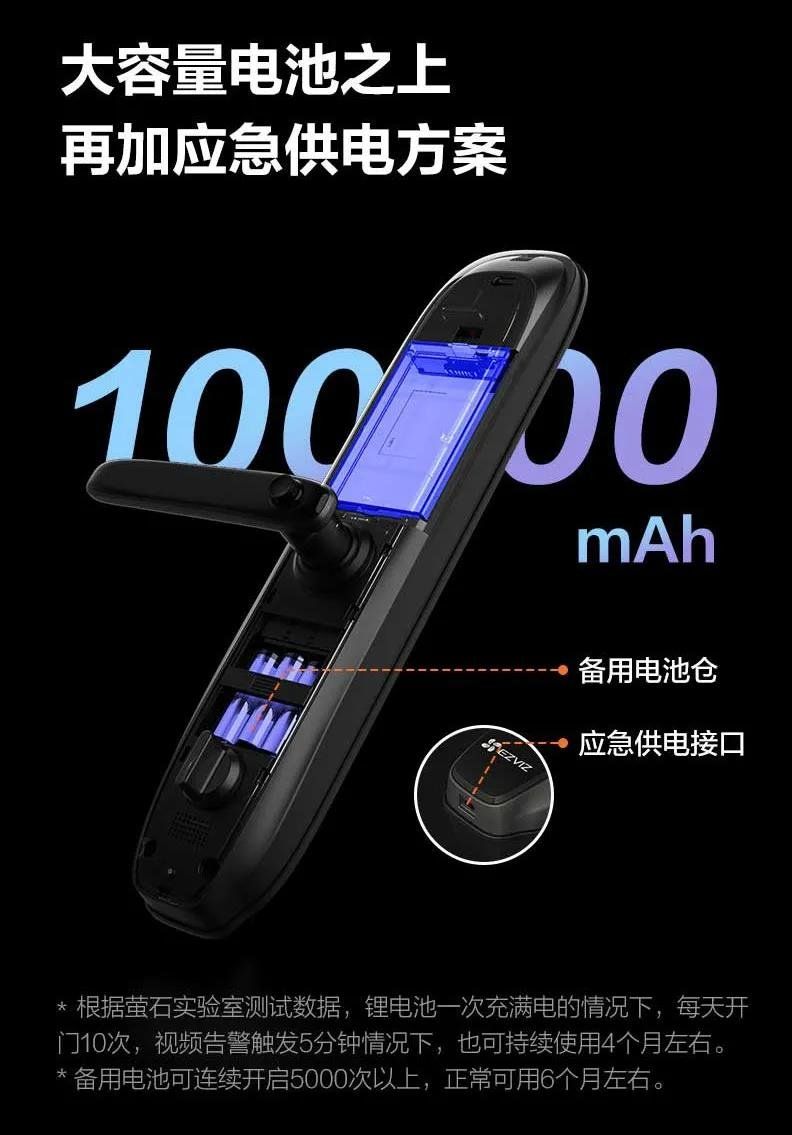 大容量电池之上
再加应急供电方案
100 00
mAh
备用电池仓
应急供电接口
EZVIZ
* 根据萤石实验室测试数据，锂电池一次充满电的情况下，每天开
门10次，视频告警触发5分钟情况下，也可持续使用4个月左右。
* 备用电池可连续开启5000次以上，正常可用6个月左右。